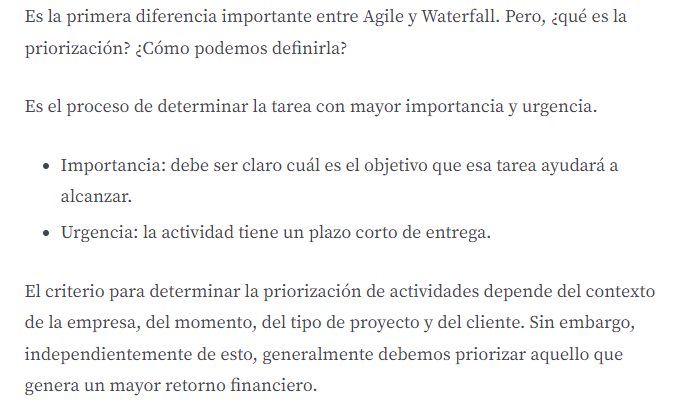 Es la primera diferencia importante entre Agile y Waterfall. Pero, ¿qué es la
priorización? ¿Cómo podemos definirla?
Es el proceso de determinar la tarea con mayor importancia y urgencia.
• Importancia: debe ser claro cuál es el objetivo que esa tarea ayudará a
alcanzar.
• Urgencia: la actividad tiene un plazo corto de entrega.
El criterio para determinar la priorización de actividades depende del contexto
de la empresa, del momento, del tipo de proyecto y del cliente. Sin embargo,
independientemente de esto, generalmente debemos priorizar aquello que
genera un mayor retorno financiero.